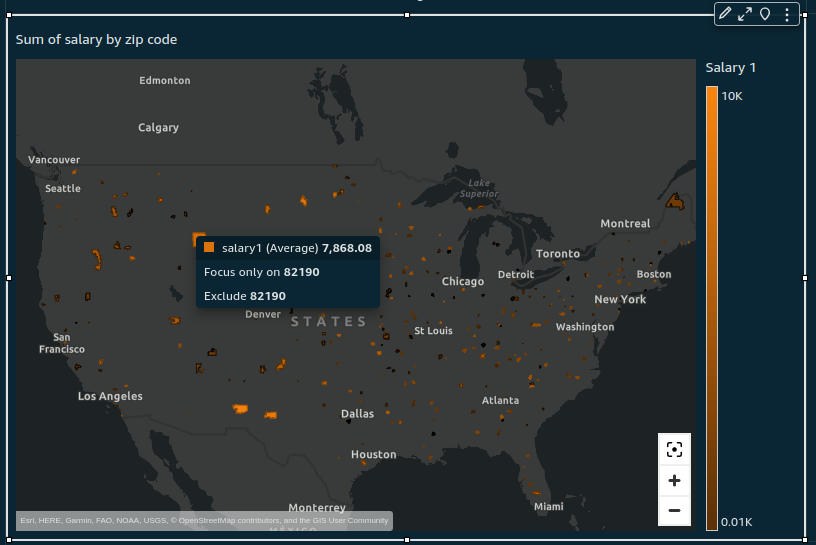 Sum of salary by zip code
Salary 1
10K
0.01K
Edmonton
Calgary
Vancouver
Seattle
Lake
Superior
Montreal
Toronto
salary1 (Average) 7,868.08
Focus only on 82190
Exclude 82190
Chicago
Detroit
Boston
New York
Denver
STATES
St Louis
Washington
San
Francisco
Los Angeles
Atlanta
Dallas
Houston
Monterrey
Miami
Esri, HERE, Garmin, FAO, NOAA, USGS, © OpenStreetMap contributors, and the GIS User Community
MÉXICO